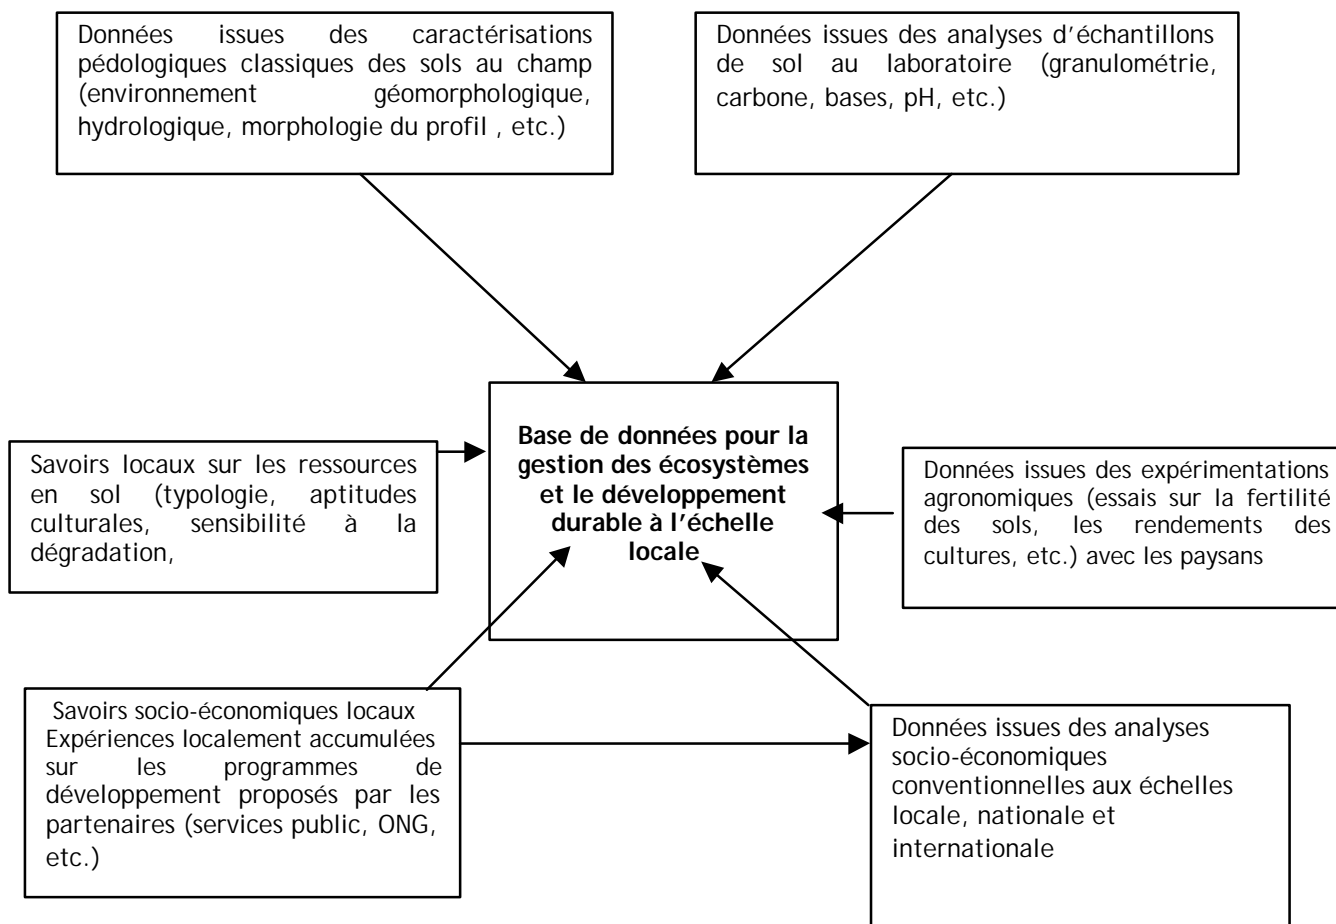 Données issues des caractérisations
pédologiques classiques des sols au champ
(environnement géomorphologique,
hydrologique, morphologie du profil , etc.)
Données issues des analyses d'échantillons
de sol au laboratoire (granulométrie,
carbone, bases, pH, etc.)
Base de données pour la
gestion des écosystèmes
et le développement
durable à l'échelle
locale
Savoirs locaux sur les ressources
en sol (typologie, aptitudes
culturales, sensibilité à la
dégradation,
Données issues des expérimentations
agronomiques (essais sur la fertilité
des sols, les rendements des
cultures, etc.) avec les paysans
Savoirs socio-économiques locaux
Expériences localement accumulées
sur les programmes de
développement proposés par les
partenaires (services public, ONG,
etc.)
Données issues des analyses
socio-économiques
conventionnelles aux échelles
locale, nationale et
internationale